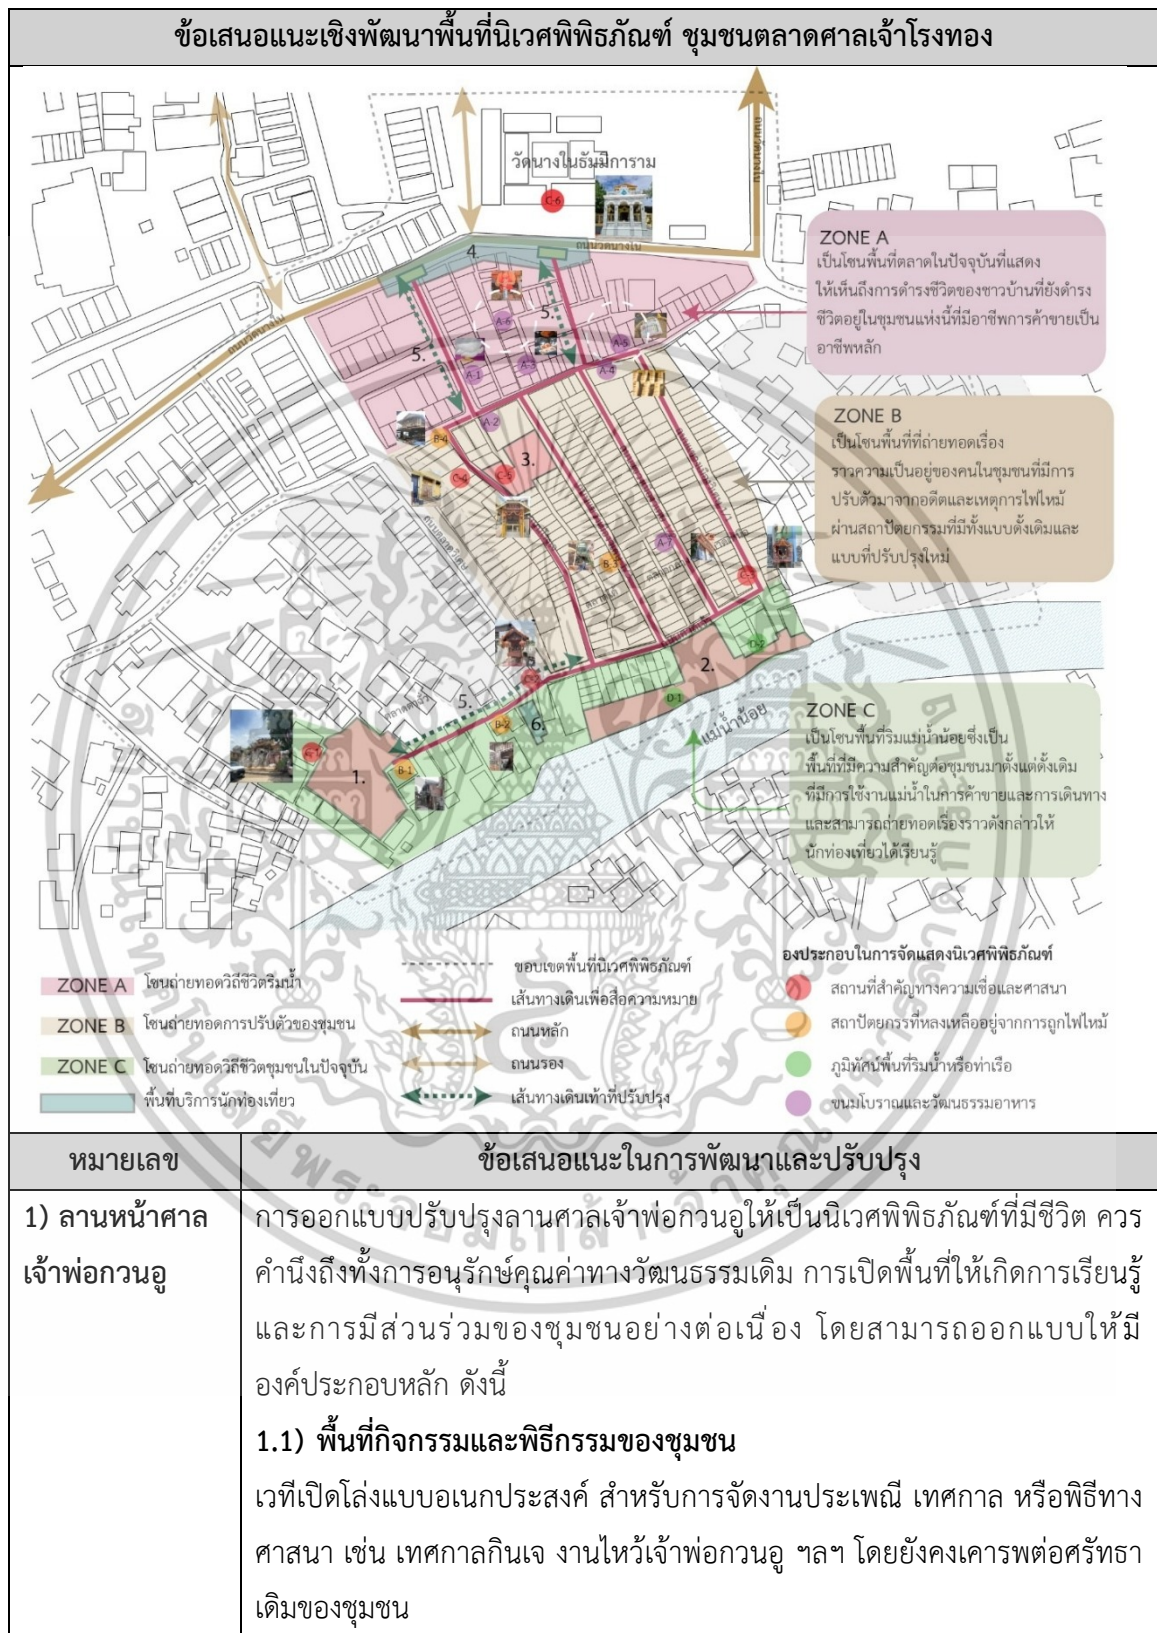 ข้อเสนอแนะเชิงพัฒนาพื้นที่นิเวศพิพิธภัณฑ์ ชุมชนตลาดศาลเจ้าโรงทอง
วัดนางในธัมมิการาม
C-6
ถนนวัดนางใน
ถนนวัดนางใน
ถนนวัดนางใน
4.
5.
5.
A-6
A-1
A-3
A-5
A-4
A-2
B-4
C-4
C-5
3.
B-3
A-7
C-3
2.
D-2
D-1
แม่น้ำน้อย
5.
B-2
6.
1.
B-1
ZONE A
เป็นโซนพื้นที่ตลาดในปัจจุบันที่แสดง
ให้เห็นถึงการดำรงชีวิตของชาวบ้านที่ยังดำรง
ชีวิตอยู่ในชุมชนแห่งนี้ที่มีอาชีพการค้าขายเป็น
อาชีพหลัก
ZONE B
เป็นโซนพื้นที่ที่ถ่ายทอดเรื่อง
ราวความเป็นอยู่ของคนในชุมชนที่มีการ
ปรับตัวมาจากอดีตและเหตุการไฟไหม้
ผ่านสถาปัตยกรรมที่มีทั้งแบบดั้งเดิมและ
แบบที่ปรับปรุงใหม่
ZONE C
เป็นโซนพื้นที่ริมแม่น้ำน้อยซึ่งเป็น
พื้นที่ที่มีความสำคัญต่อชุมชนมาตั้งแต่ดั้งเดิม
ที่มีการใช้งานแม่น้ำในการค้าขายและการเดินทาง
และสามารถถ่ายทอดเรื่องราวดังกล่าวให้
นักท่องเที่ยวได้เรียนรู้
ZONE A โซนถ่ายทอดวิถีชีวิตริมน้ำ
ZONE B โซนถ่ายทอดการปรับตัวของชุมชน
ZONE C โซนถ่ายทอดวิถีชีวิตชุมชนในปัจจุบัน
พื้นที่บริการนักท่องเที่ยว
ขอบเขตพื้นที่นิเวศพิพิธภัณฑ์
เส้นทางเดินเพื่อสื่อความหมาย
ถนนหลัก
ถนนรอง
เส้นทางเดินเท้าที่ปรับปรุง
องประกอบในการจัดแสดงนิเวศพิพิธภัณฑ์
สถานที่สำคัญทางความเชื่อและศาสนา
สถาปัตยกรรที่หลงเหลืออยู่จากการถูกไฟไหม้
ภูมิทัศน์พื้นที่ริมน้ำหรือท่าเรือ
ขนมโบราณและวัฒนธรรมอาหาร
หมายเลข
ข้อเสนอแนะในการพัฒนาและปรับปรุง
1) ลานหน้าศาล
เจ้าพ่อกวนอู
การออกแบบปรับปรุงลานศาลเจ้าพ่อกวนอูให้เป็นนิเวศพิพิธภัณฑ์ที่มีชีวิต ควร
คำนึงถึงทั้งการอนุรักษ์คุณค่าทางวัฒนธรรมเดิม การเปิดพื้นที่ให้เกิดการเรียนรู้
และการมีส่วนร่วมของชุมชนอย่างต่อเนื่อง โดยสามารถออกแบบให้มี
องค์ประกอบหลัก ดังนี้
1.1) พื้นที่กิจกรรมและพิธีกรรมของชุมชน
เวทีเปิดโล่งแบบอเนกประสงค์ สำหรับการจัดงานประเพณี เทศกาล หรือพิธีทาง
ศาสนา เช่น เทศกาลกินเจ งานไหว้เจ้าพ่อกวนอู ฯลฯ โดยยังคงเคารพต่อศรัทธา
เดิมของชุมชน